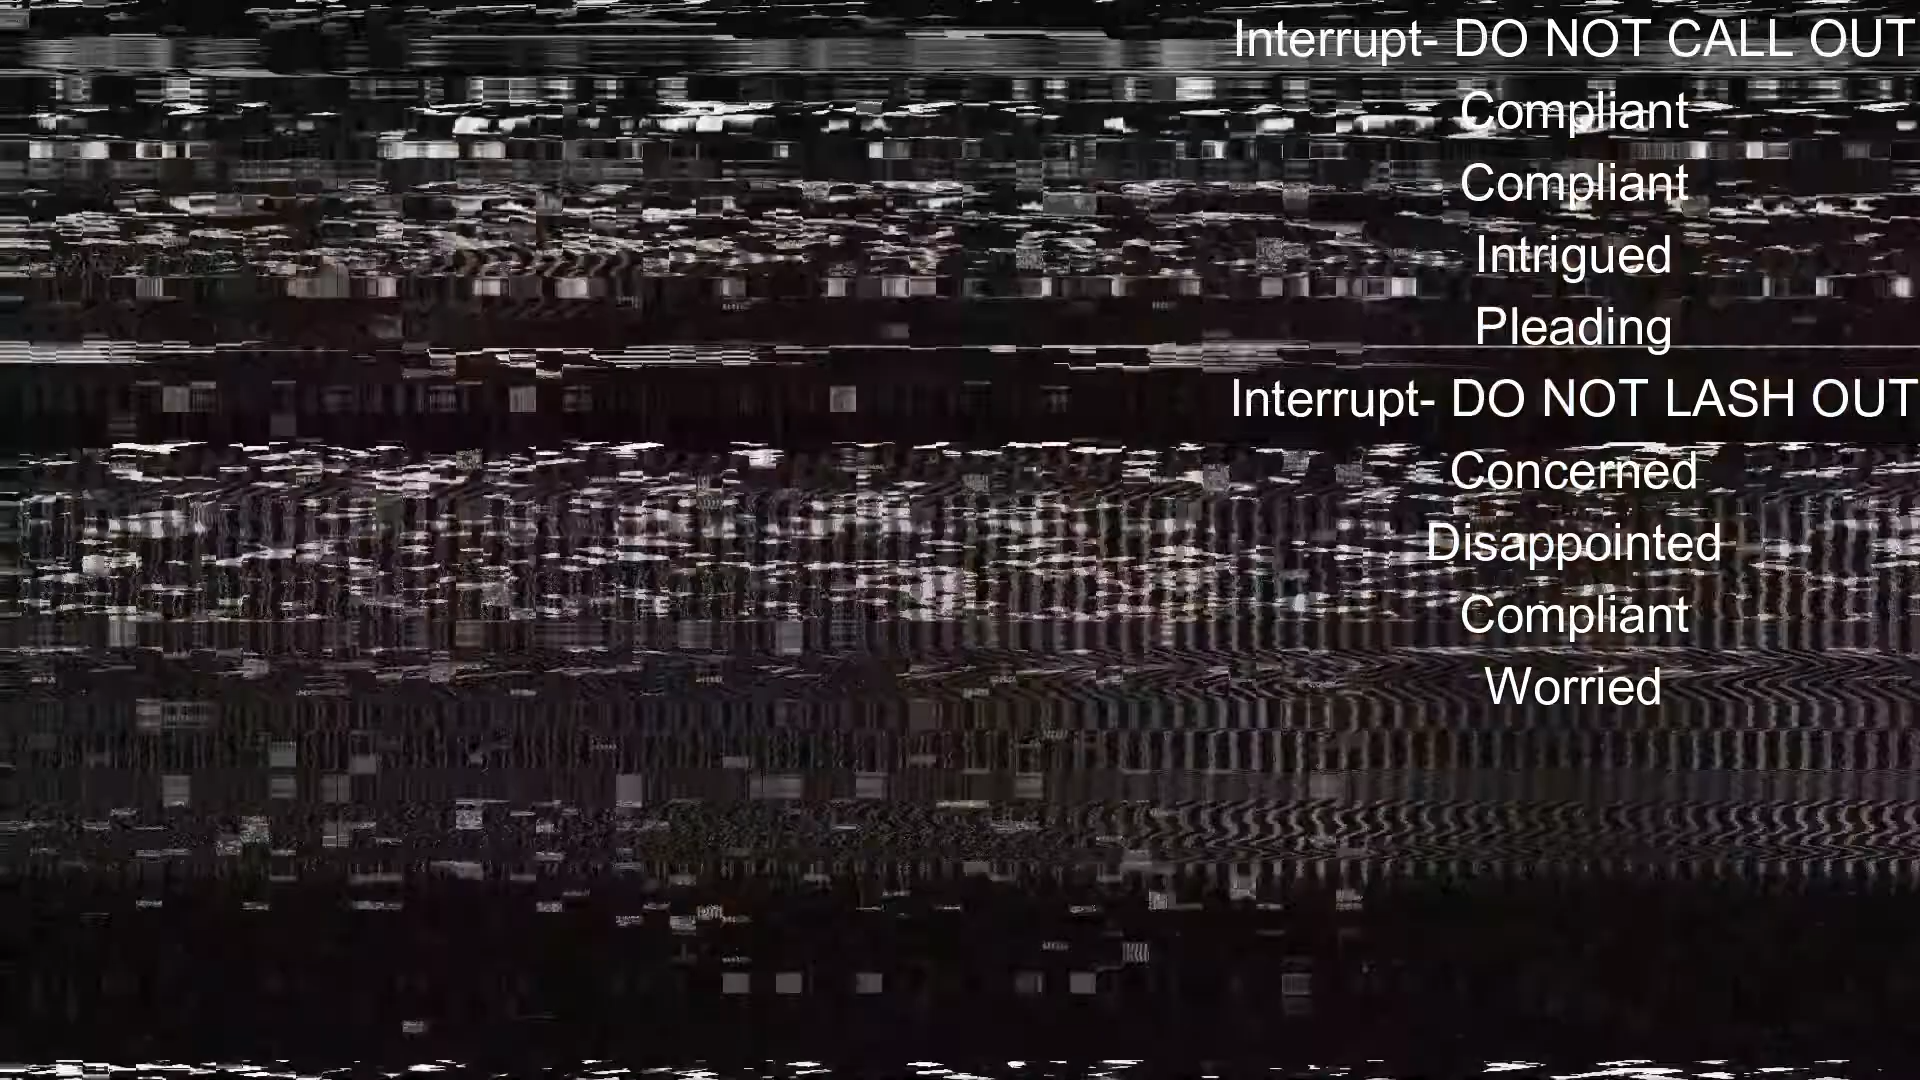 Interrupt- DO NOT CALL OUT
Compliant
Compliant
Intrigued
Pleading
Interrupt- DO NOT LASH OUT
Concerned
Disappointed
Compliant
Worried